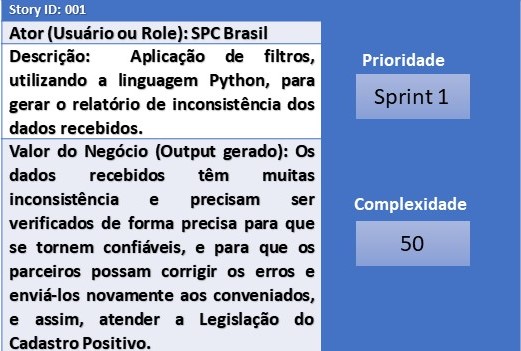 Story ID: 001
Ator (Usuário ou Role): SPC Brasil
Descrição: Aplicação de filtros,
utilizando a linguagem Python, para
gerar o relatório de inconsistência dos
dados recebidos.
Valor do Negócio (Output gerado): Os
dados recebidos têm muitas
inconsistência e precisam ser
verificados de forma precisa para que
se tornem confiáveis, e para que os
parceiros possam corrigir os erros e
enviá-los novamente aos conveniados,
e assim, atender a Legislação do
Cadastro Positivo.
Prioridade
Sprint 1
Complexidade
50